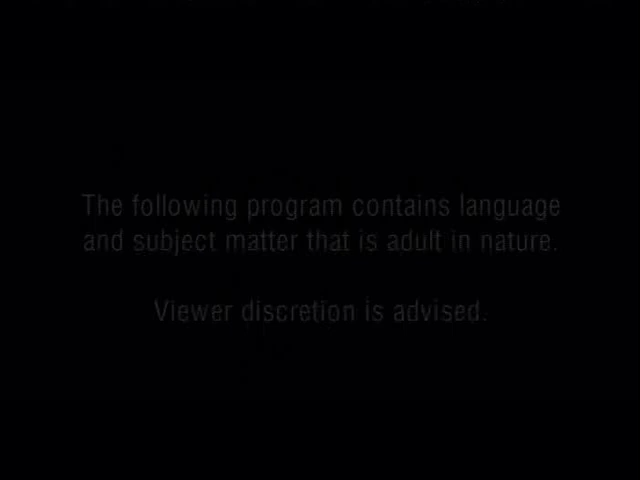 The following program contains language
and subject matter that is adult in nature.
Viewer discretion is advised.